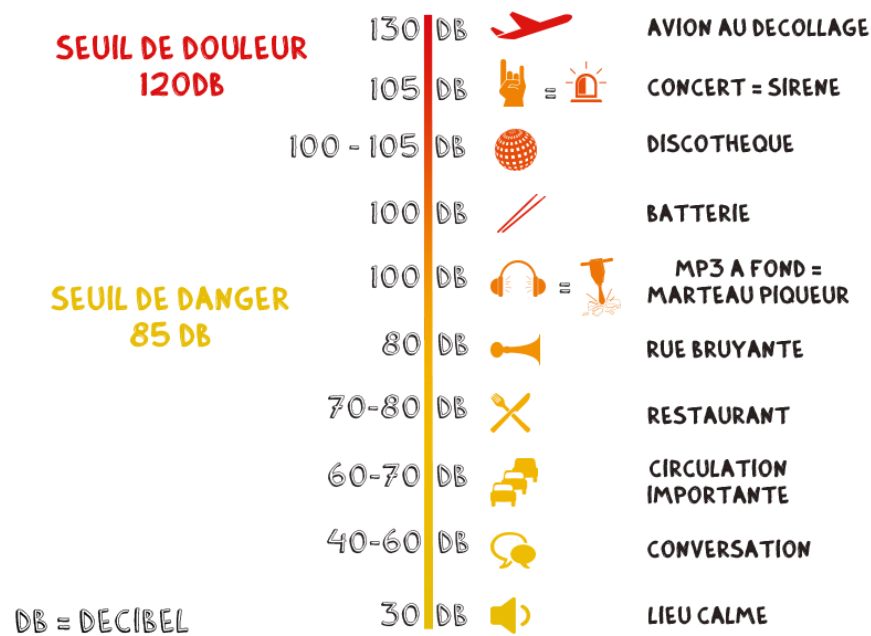 SEUIL DE DOULEUR
120DB
130 DB AVION AU DECOLLAGE
105 DB = CONCERT = SIRENE
100 - 105 DB DISCOTHEQUE
100 DB BATTERIE
SEUIL DE DANGER
85 DB
100 DB = MP3 A FOND =
MARTEAU PIQUEUR
80 DB RUE BRUYANTE
70-80 DB RESTAURANT
60-70 DB CIRCULATION
IMPORTANTE
40-60 DB CONVERSATION
30 DB LIEU CALME
DB = DECIBEL